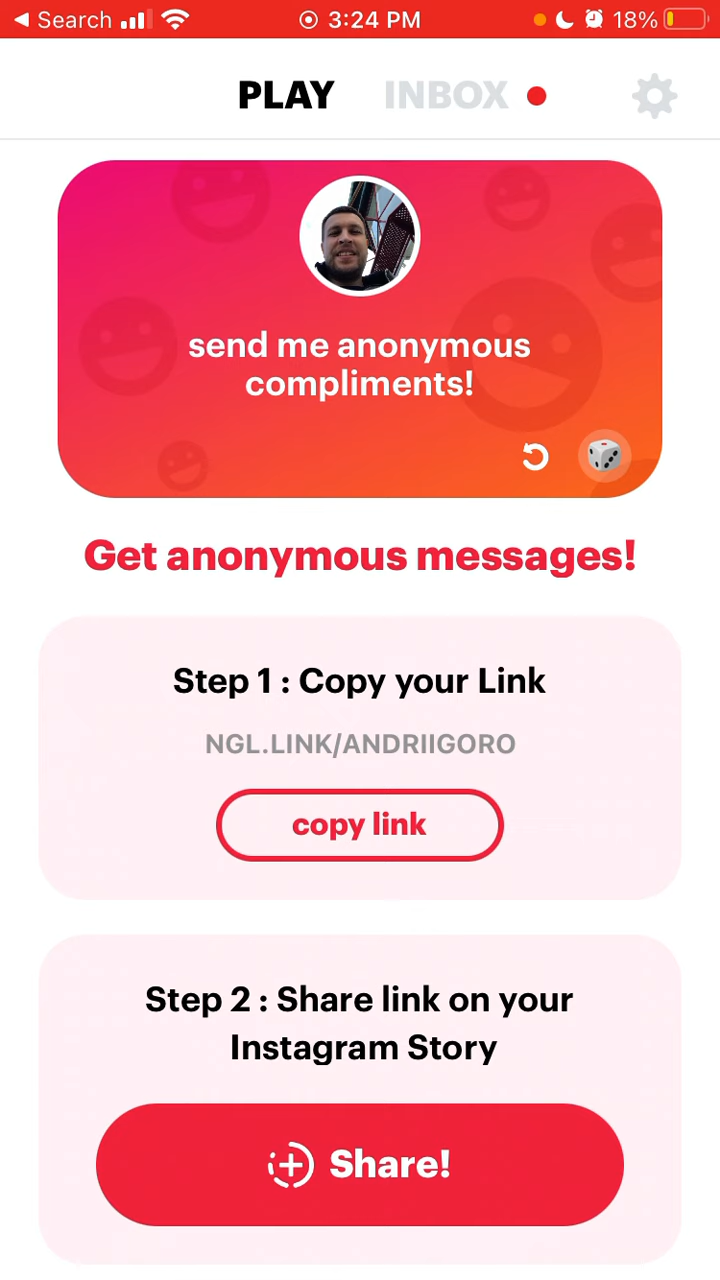 Search 3:24 PM 18%
PLAY INBOX
send me anonymous
compliments!
Get anonymous messages!
Step 1 : Copy your Link
NGL.LINK/ANDRIIGORO
copy link
Step 2 : Share link on your
Instagram Story
Share!